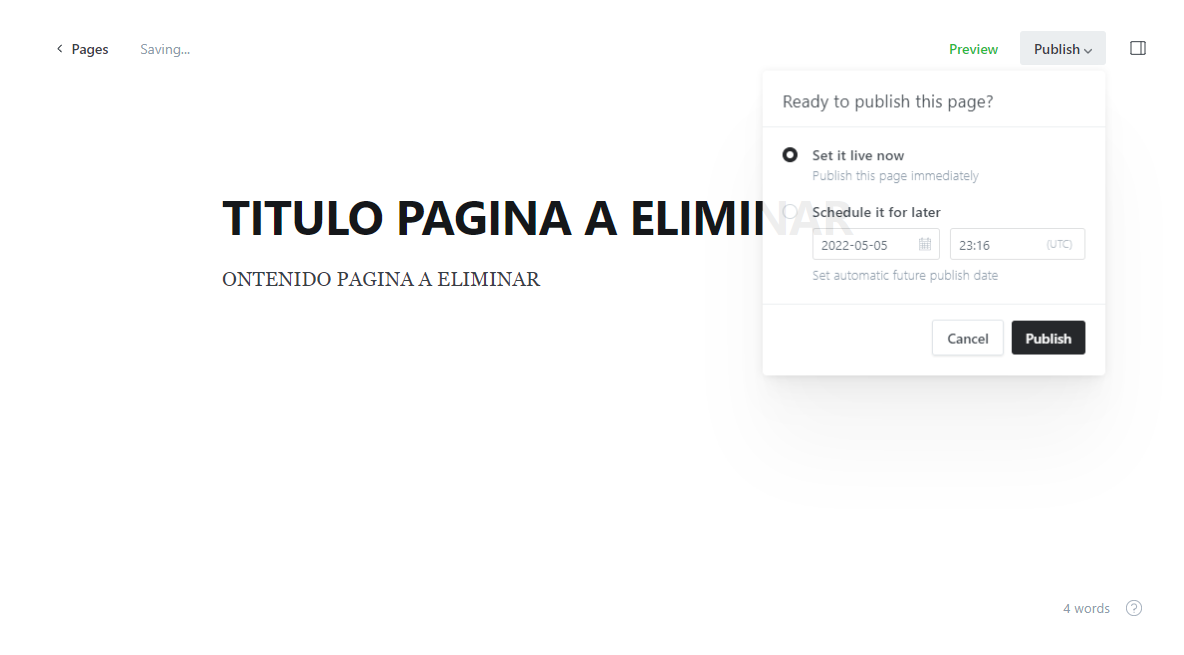 Pages
Saving...
Preview
Publish
Ready to publish this page?
Set it live now
Publish this page immediately
TITULO PAGINA A ELIMINAR
Schedule it for later
2022-05-05
23:16
(UTC)
ONTENIDO PAGINA A ELIMINAR
Set automatic future publish date
Cancel
Publish
4 words
?